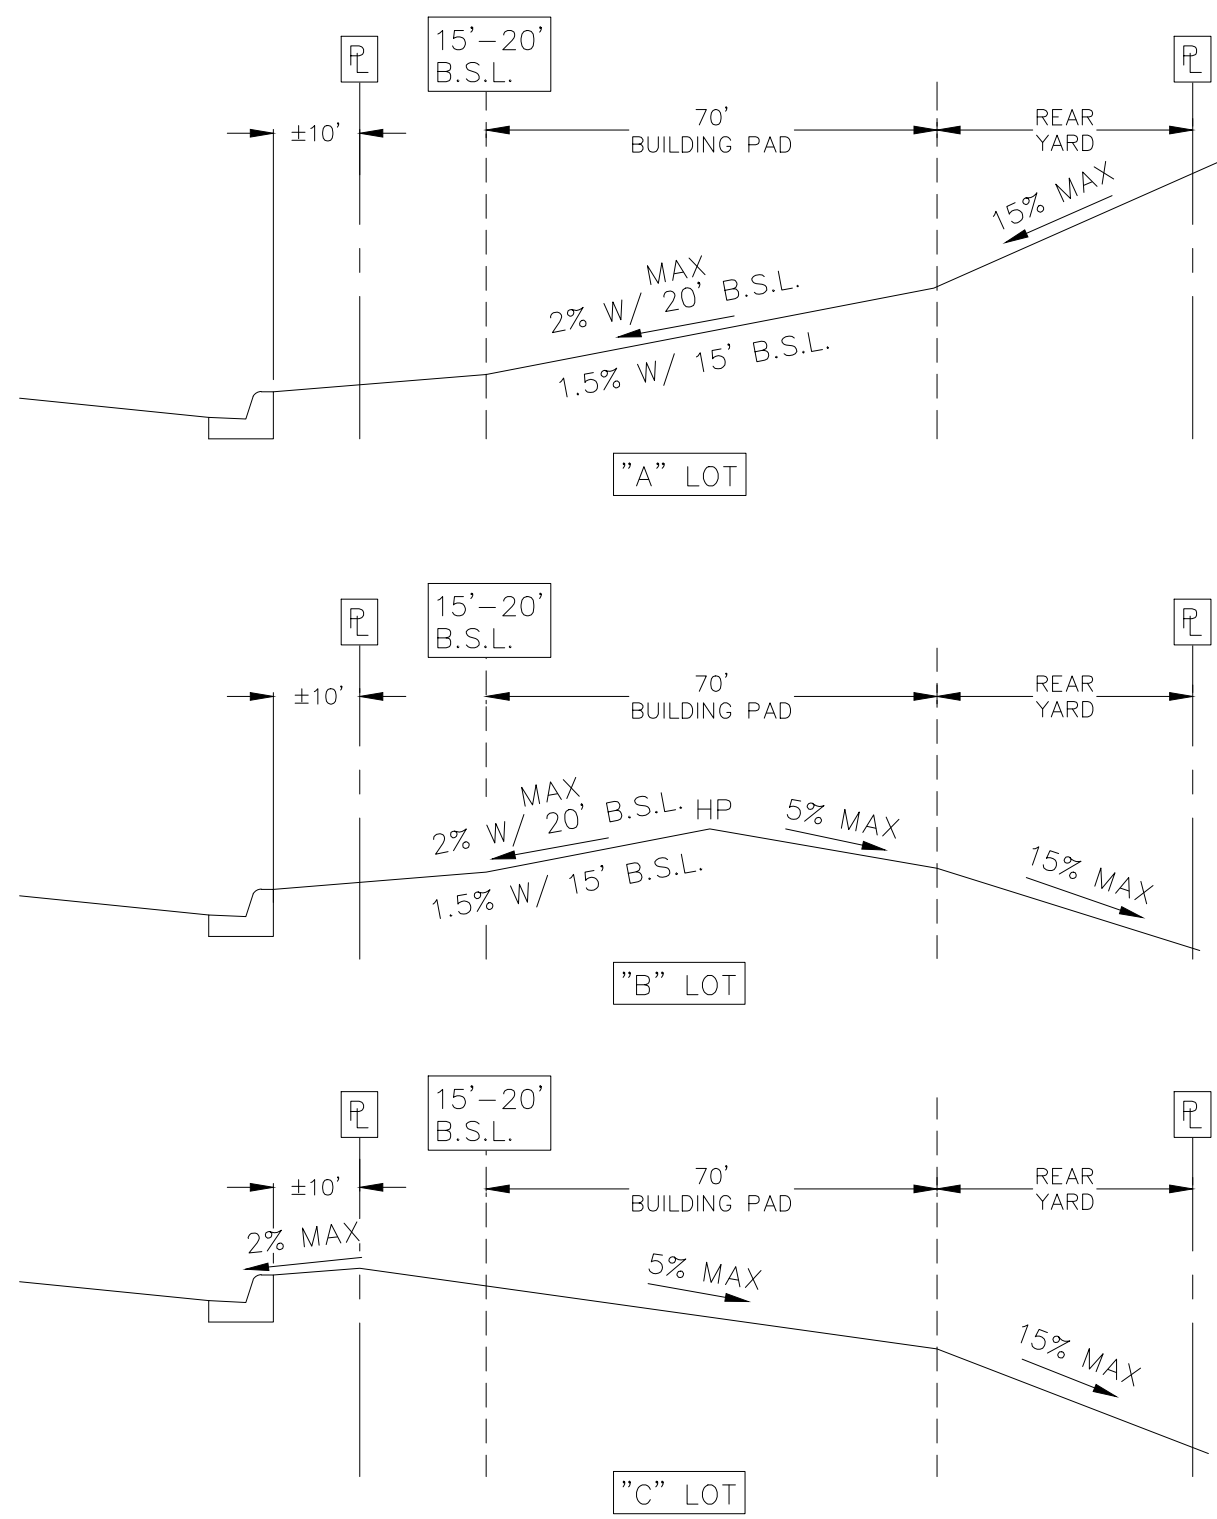 15'-20'
B.S.L.
PL
PL
±10'
70'
BUILDING PAD
REAR
YARD
15% MAX
MAX
2% W/ 20' B.S.L.
1.5% W/ 15' B.S.L.
"A" LOT
15'-20'
B.S.L.
PL
PL
±10'
70'
BUILDING PAD
REAR
YARD
MAX
2% W/ 20' B.S.L.
HP
5% MAX
15% MAX
1.5% W/ 15' B.S.L.
"B" LOT
15'-20'
B.S.L.
PL
PL
±10'
70'
BUILDING PAD
REAR
YARD
2% MAX
5% MAX
15% MAX
"C" LOT